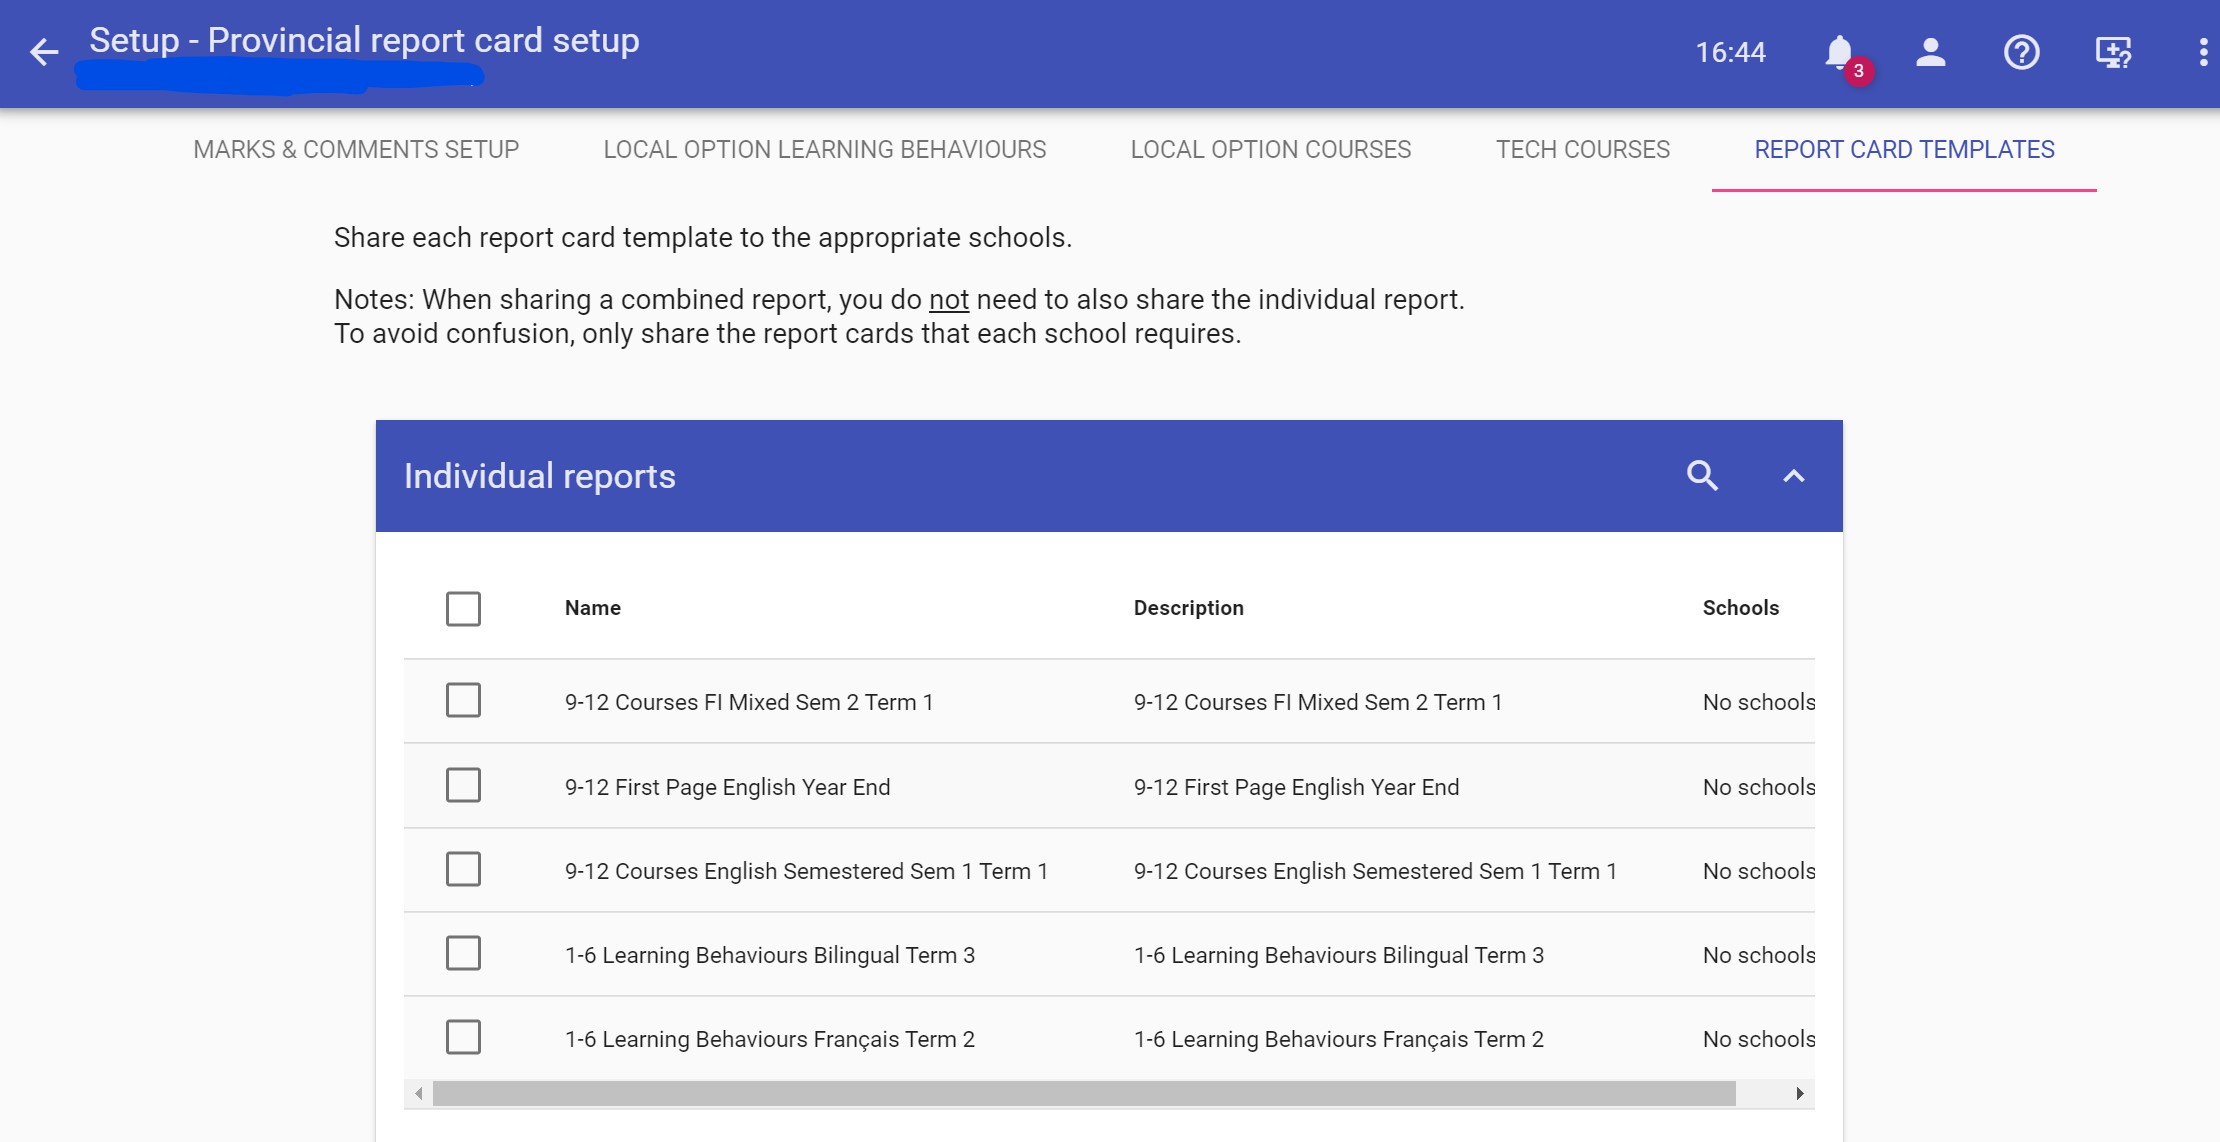 Setup - Provincial report card setup
16:44
3
MARKS & COMMENTS SETUP
LOCAL OPTION LEARNING BEHAVIOURS
LOCAL OPTION COURSES
TECH COURSES
REPORT CARD TEMPLATES
Share each report card template to the appropriate schools.
Notes: When sharing a combined report, you do not need to also share the individual report.
To avoid confusion, only share the report cards that each school requires.
Individual reports
Name Description Schools
9-12 Courses FI Mixed Sem 2 Term 1 9-12 Courses FI Mixed Sem 2 Term 1 No schools
9-12 First Page English Year End 9-12 First Page English Year End No schools
9-12 Courses English Semestered Sem 1 Term 1 9-12 Courses English Semestered Sem 1 Term 1 No schools
1-6 Learning Behaviours Bilingual Term 3 1-6 Learning Behaviours Bilingual Term 3 No schools
1-6 Learning Behaviours Français Term 2 1-6 Learning Behaviours Français Term 2 No schools